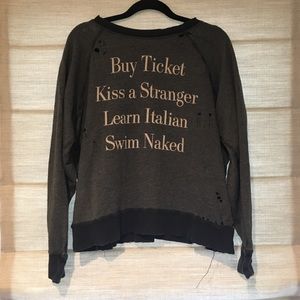 Buy Ticket
Kiss a Stranger
Learn Italian
Swim Naked